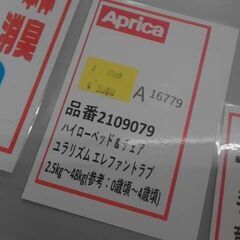 消臭
Aprica
A 16779
品番2109079
ハイローベッド&チェア
ユラリズム エレファントラブ
2.5kg~48kg(参考:0歳頃~4歳頃)